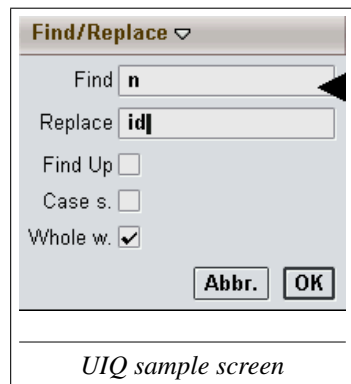 Find/Replace
Find n
Replace id
Find Up
Case s.
Whole w.
Abbr. OK
UIQ sample screen